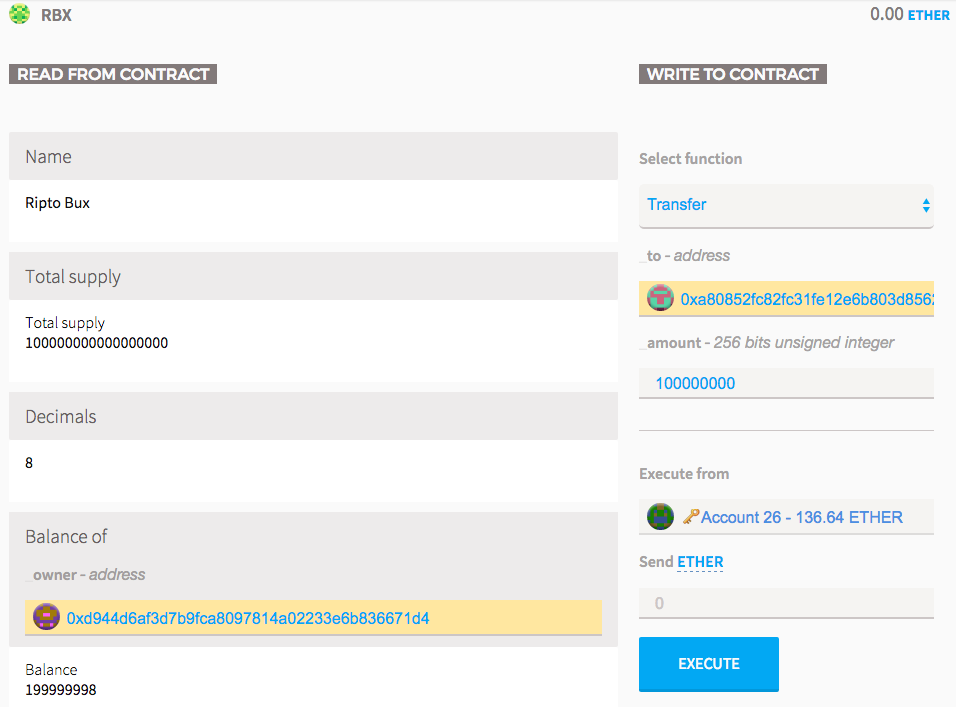 RBX
0.00 ETHER
READ FROM CONTRACT
Name
Ripto Bux
Total supply
Total supply
100000000000000000
Decimals
8
Balance of
_owner - address
0xd944d6af3d7b9fca8097814a02233e6b836671d4
Balance
199999998
WRITE TO CONTRACT
Select function
Transfer
_to - address
0xa80852fc82fc31fe12e6b803d8562
_amount - 256 bits unsigned integer
100000000
Execute from
Account 26 - 136.64 ETHER
Send ETHER
0
EXECUTE